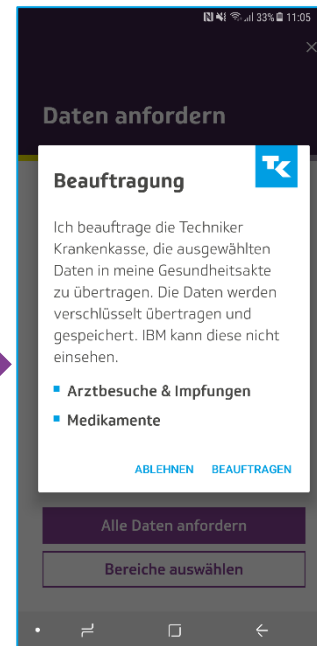 33% 11:05
Daten anfordern
TK
Beauftragung
Ich beauftrage die Techniker
Krankenkasse, die ausgewählten
Daten in meine Gesundheitsakte
zu übertragen. Die Daten werden
verschlüsselt übertragen und
gespeichert. IBM kann diese nicht
einsehen.
Arztbesuche & Impfungen
Medikamente
ABLEHNEN BEAUFTRAGEN
Alle Daten anfordern
Bereiche auswählen